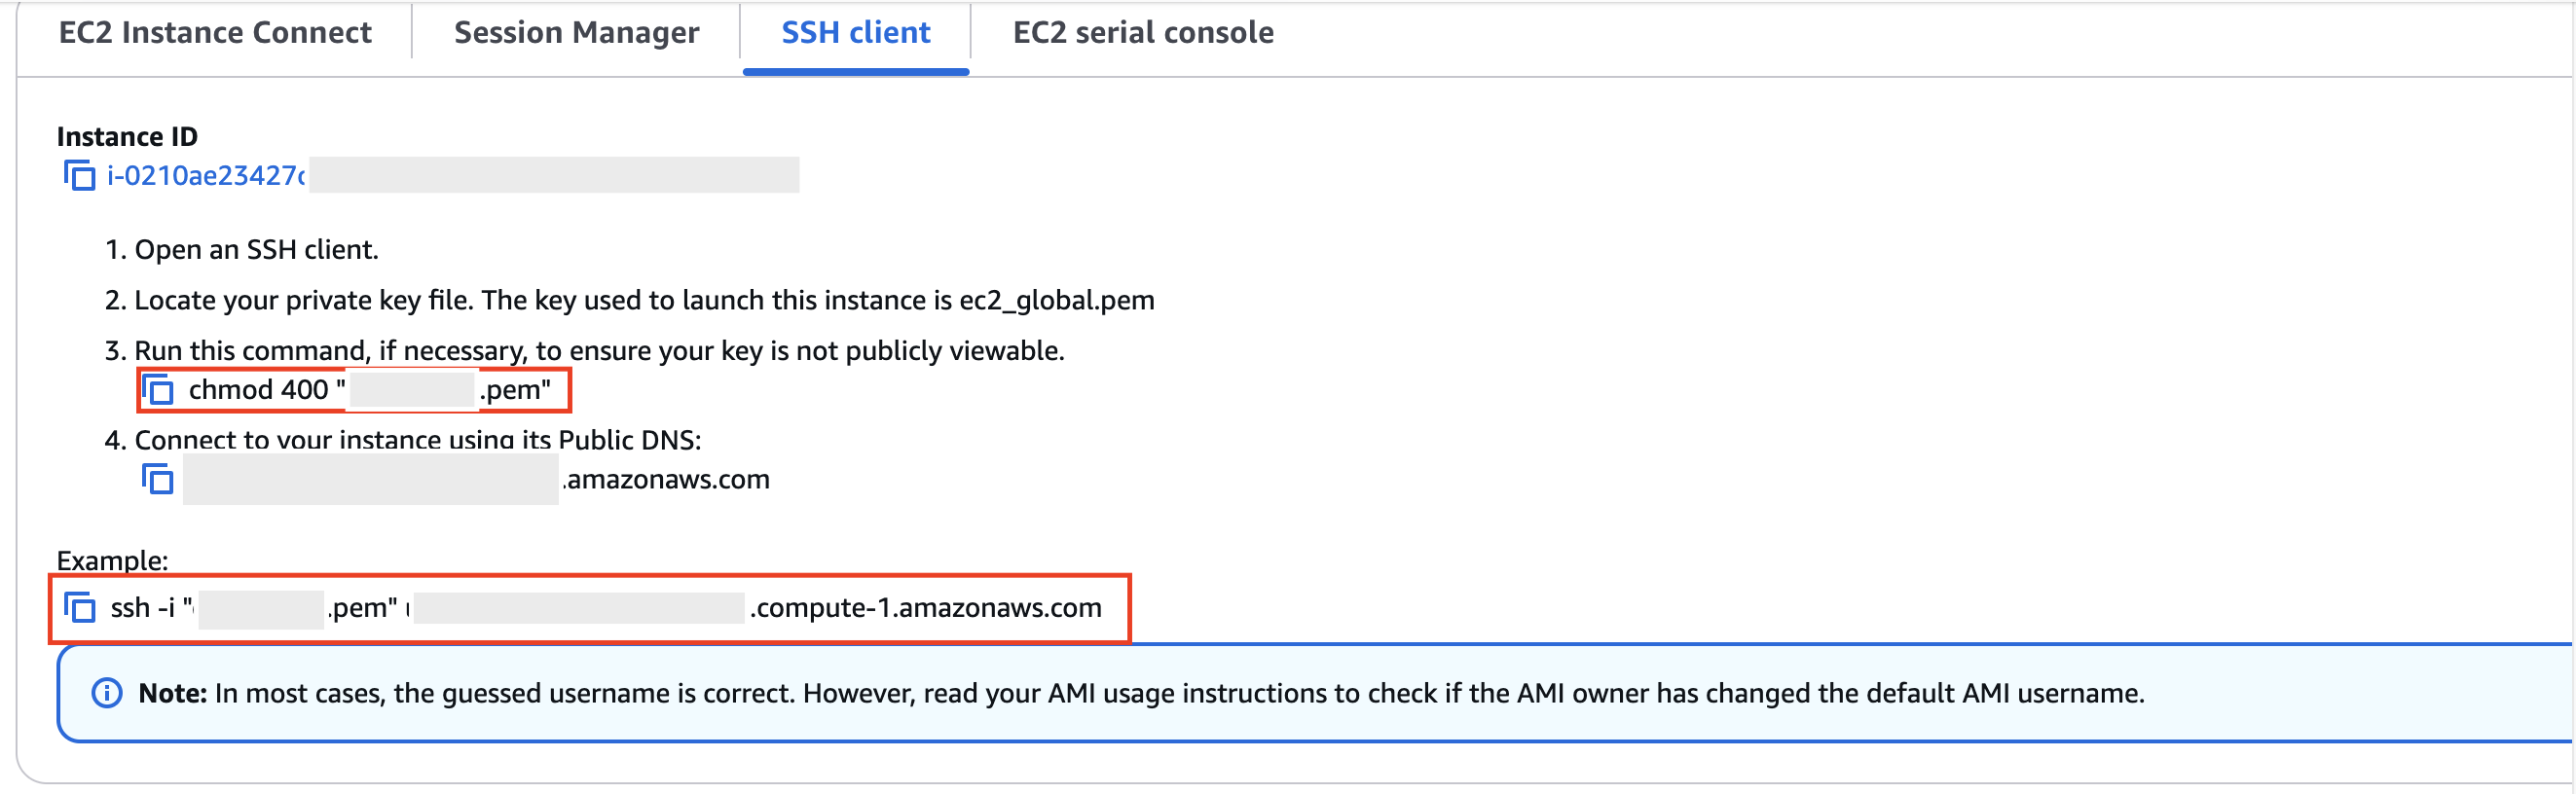 EC2 Instance Connect Session Manager SSH client EC2 serial console
Instance ID
i-0210ae23427
1. Open an SSH client.
2. Locate your private key file. The key used to launch this instance is ec2_global.pem
3. Run this command, if necessary, to ensure your key is not publicly viewable.
chmod 400 " .pem"
4. Connect to your instance using its Public DNS:
.amazonaws.com
Example:
ssh -i " .pem" .compute-1.amazonaws.com
Note: In most cases, the guessed username is correct. However, read your AMI usage instructions to check if the AMI owner has changed the default AMI username.